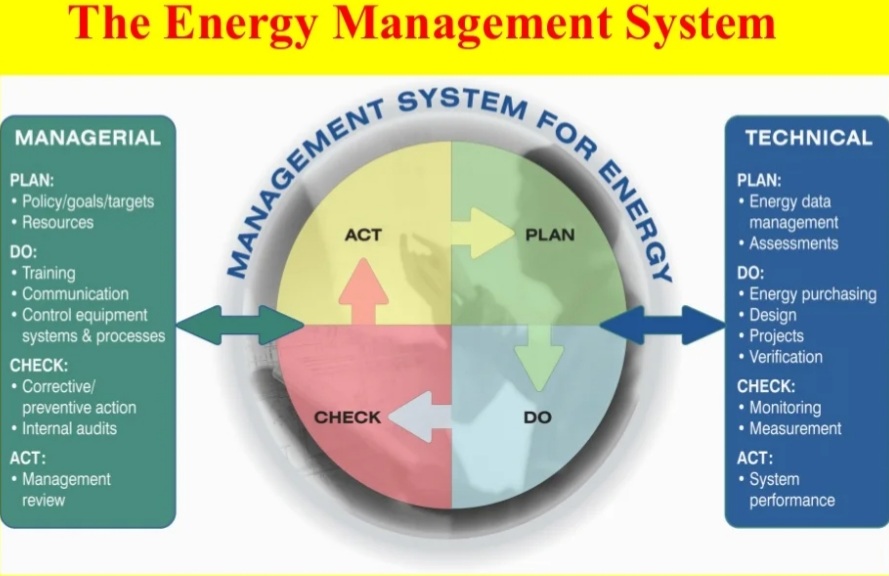 The Energy Management System
MANAGEMENT SYSTEM FOR ENERGY
MANAGERIAL
PLAN:
• Policy/goals/targets
• Resources
DO:
• Training
• Communication
• Control equipment
systems & processes
CHECK:
• Corrective/
preventive action
• Internal audits
ACT:
• Management
review
ACT
PLAN
CHECK
DO
TECHNICAL
PLAN:
• Energy data
management
• Assessments
DO:
• Energy purchasing
• Design
• Projects
• Verification
CHECK:
• Monitoring
• Measurement
ACT:
• System
performance